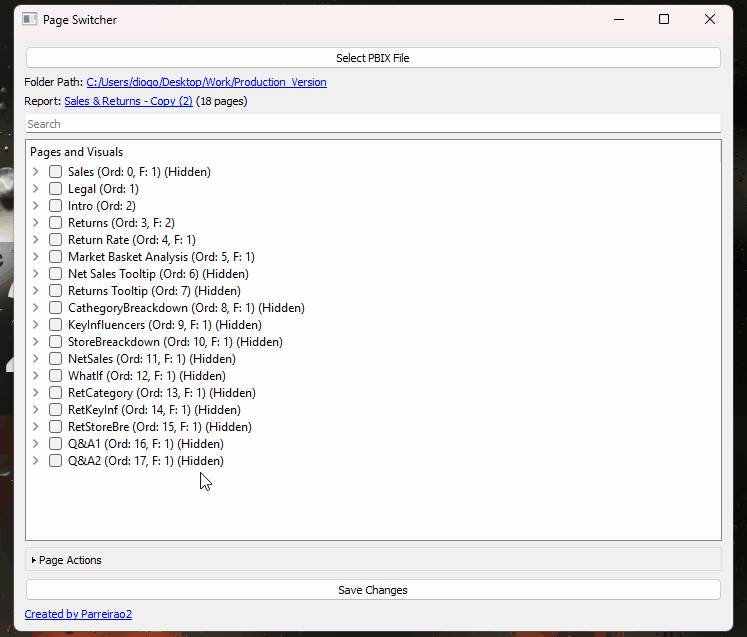 Page Switcher
Select PBIX File
Folder Path: C:/Users/diogo/Desktop/Work/Production_Version
Report: Sales & Returns - Copy (2) (18 pages)
Search
Pages and Visuals
Sales (Ord: 0, F: 1) (Hidden)
Legal (Ord: 1)
Intro (Ord: 2)
Returns (Ord: 3, F: 2)
Return Rate (Ord: 4, F: 1)
Market Basket Analysis (Ord: 5, F: 1)
Net Sales Tooltip (Ord: 6) (Hidden)
Returns Tooltip (Ord: 7) (Hidden)
CathegoryBreackdown (Ord: 8, F: 1) (Hidden)
KeyInfluencers (Ord: 9, F: 1) (Hidden)
StoreBreackdown (Ord: 10, F: 1) (Hidden)
NetSales (Ord: 11, F: 1) (Hidden)
WhatIf (Ord: 12, F: 1) (Hidden)
RetCategory (Ord: 13, F: 1) (Hidden)
RetKeyInf (Ord: 14, F: 1) (Hidden)
RetStoreBre (Ord: 15, F: 1) (Hidden)
Q&A1 (Ord: 16, F: 1) (Hidden)
Q&A2 (Ord: 17, F: 1) (Hidden)
Page Actions
Save Changes
Created by Parreirao2